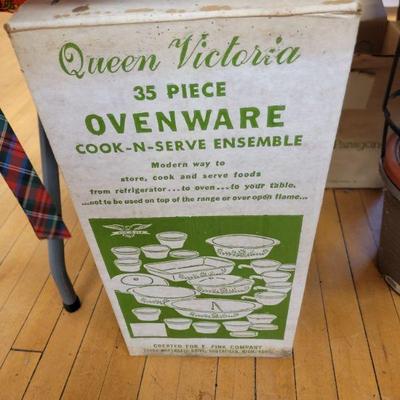 Queen Victoria
35 PIECE
OVENWARE
COOK-N-SERVE ENSEMBLE
Modern way to
store, cook and serve foods
from refrigerator...to oven...to your table,
...not to be used on top of the range or over open flame...
CREATED FOR E. FINK COMPANY